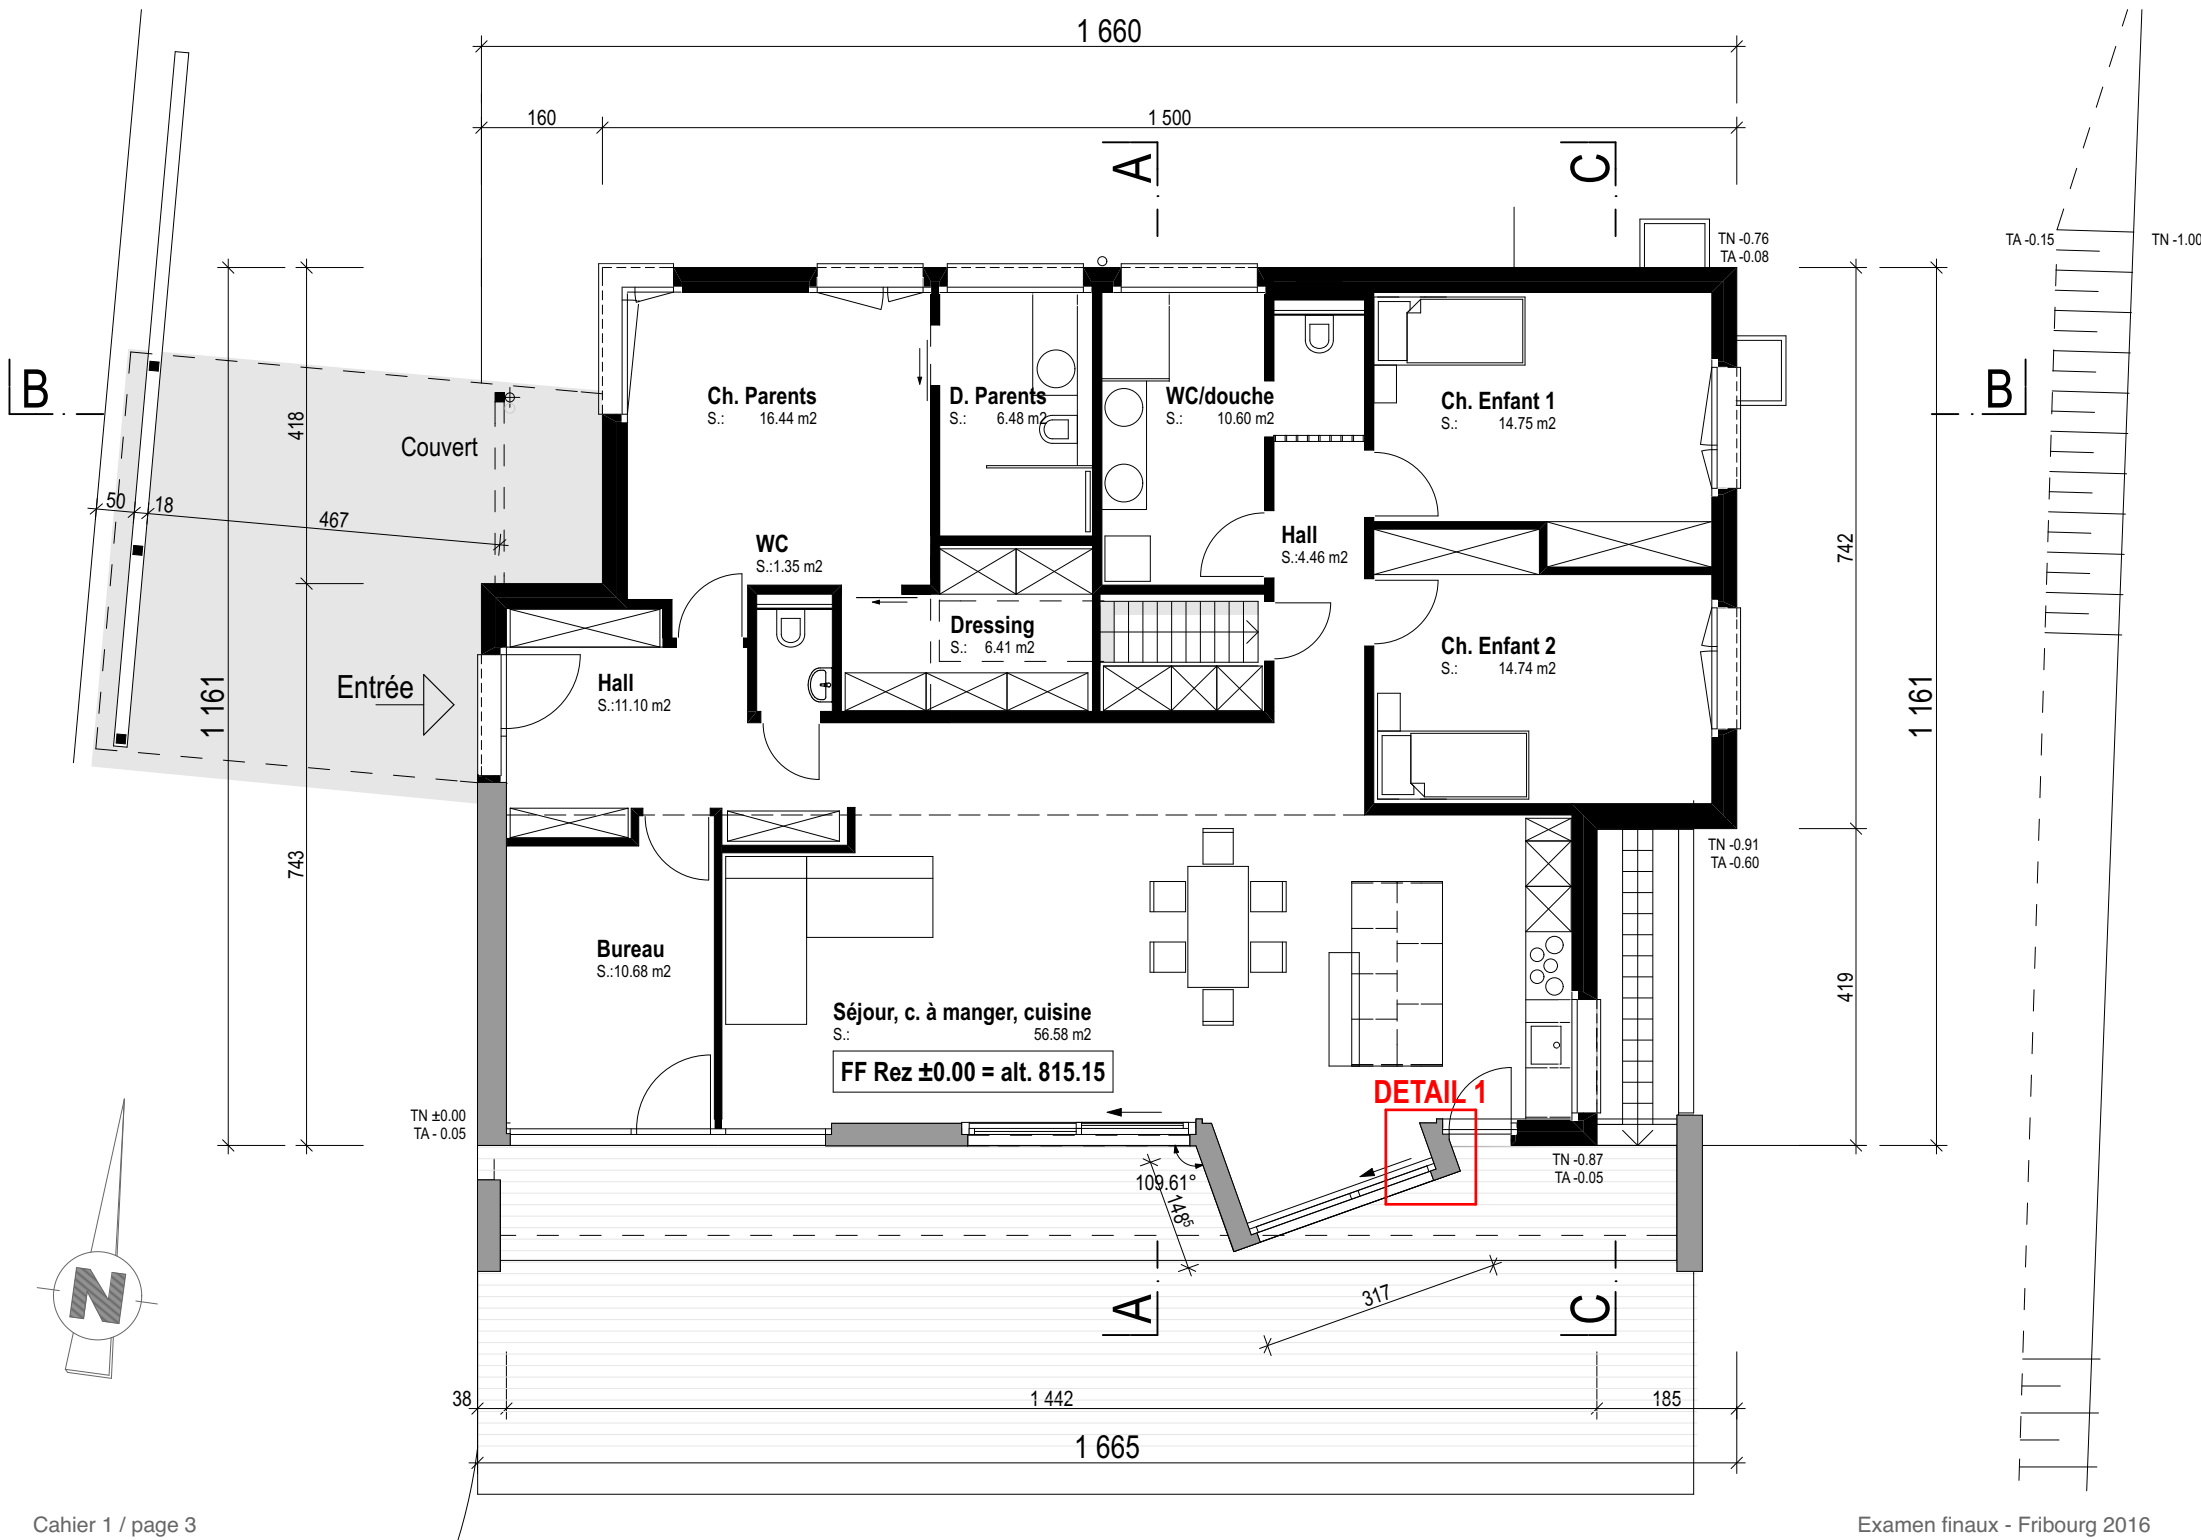 1 660
160
1 500
A
C
TN -0.76
TA -0.08
TA -0.15
TN -1.00
B
B
418
Couvert
50
18
467
Ch. Parents
S.: 16.44 m2
D. Parents
S.: 6.48 m2
WC/douche
S.: 10.60 m2
Ch. Enfant 1
S.: 14.75 m2
WC
S.:1.35 m2
Hall
S.:4.46 m2
742
Dressing
S.: 6.41 m2
Ch. Enfant 2
S.: 14.74 m2
Entrée
Hall
S.:11.10 m2
1 161
1 161
743
TN -0.91
TA -0.60
Bureau
S.:10.68 m2
419
Séjour, c. à manger, cuisine
S.: 56.58 m2
FF Rez ±0.00 = alt. 815.15
DETAIL 1
TN ±0.00
TA - 0.05
109.61°
148⁵
TN -0.87
TA -0.05
N
A
317
C
38
1 442
185
1 665
Cahier 1 / page 3
Examen finaux - Fribourg 2016